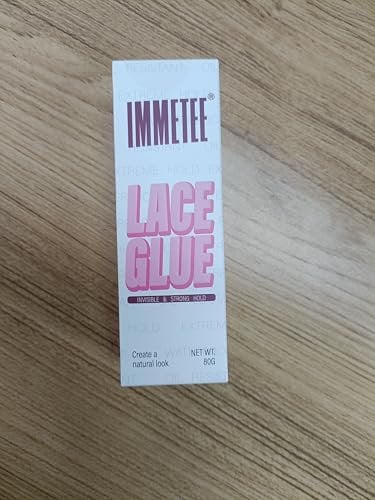 IMMETEE®
LACE
GLUE
INVISIBLE & STRONG HOLD
Create a
natural look
NET WT.
80G